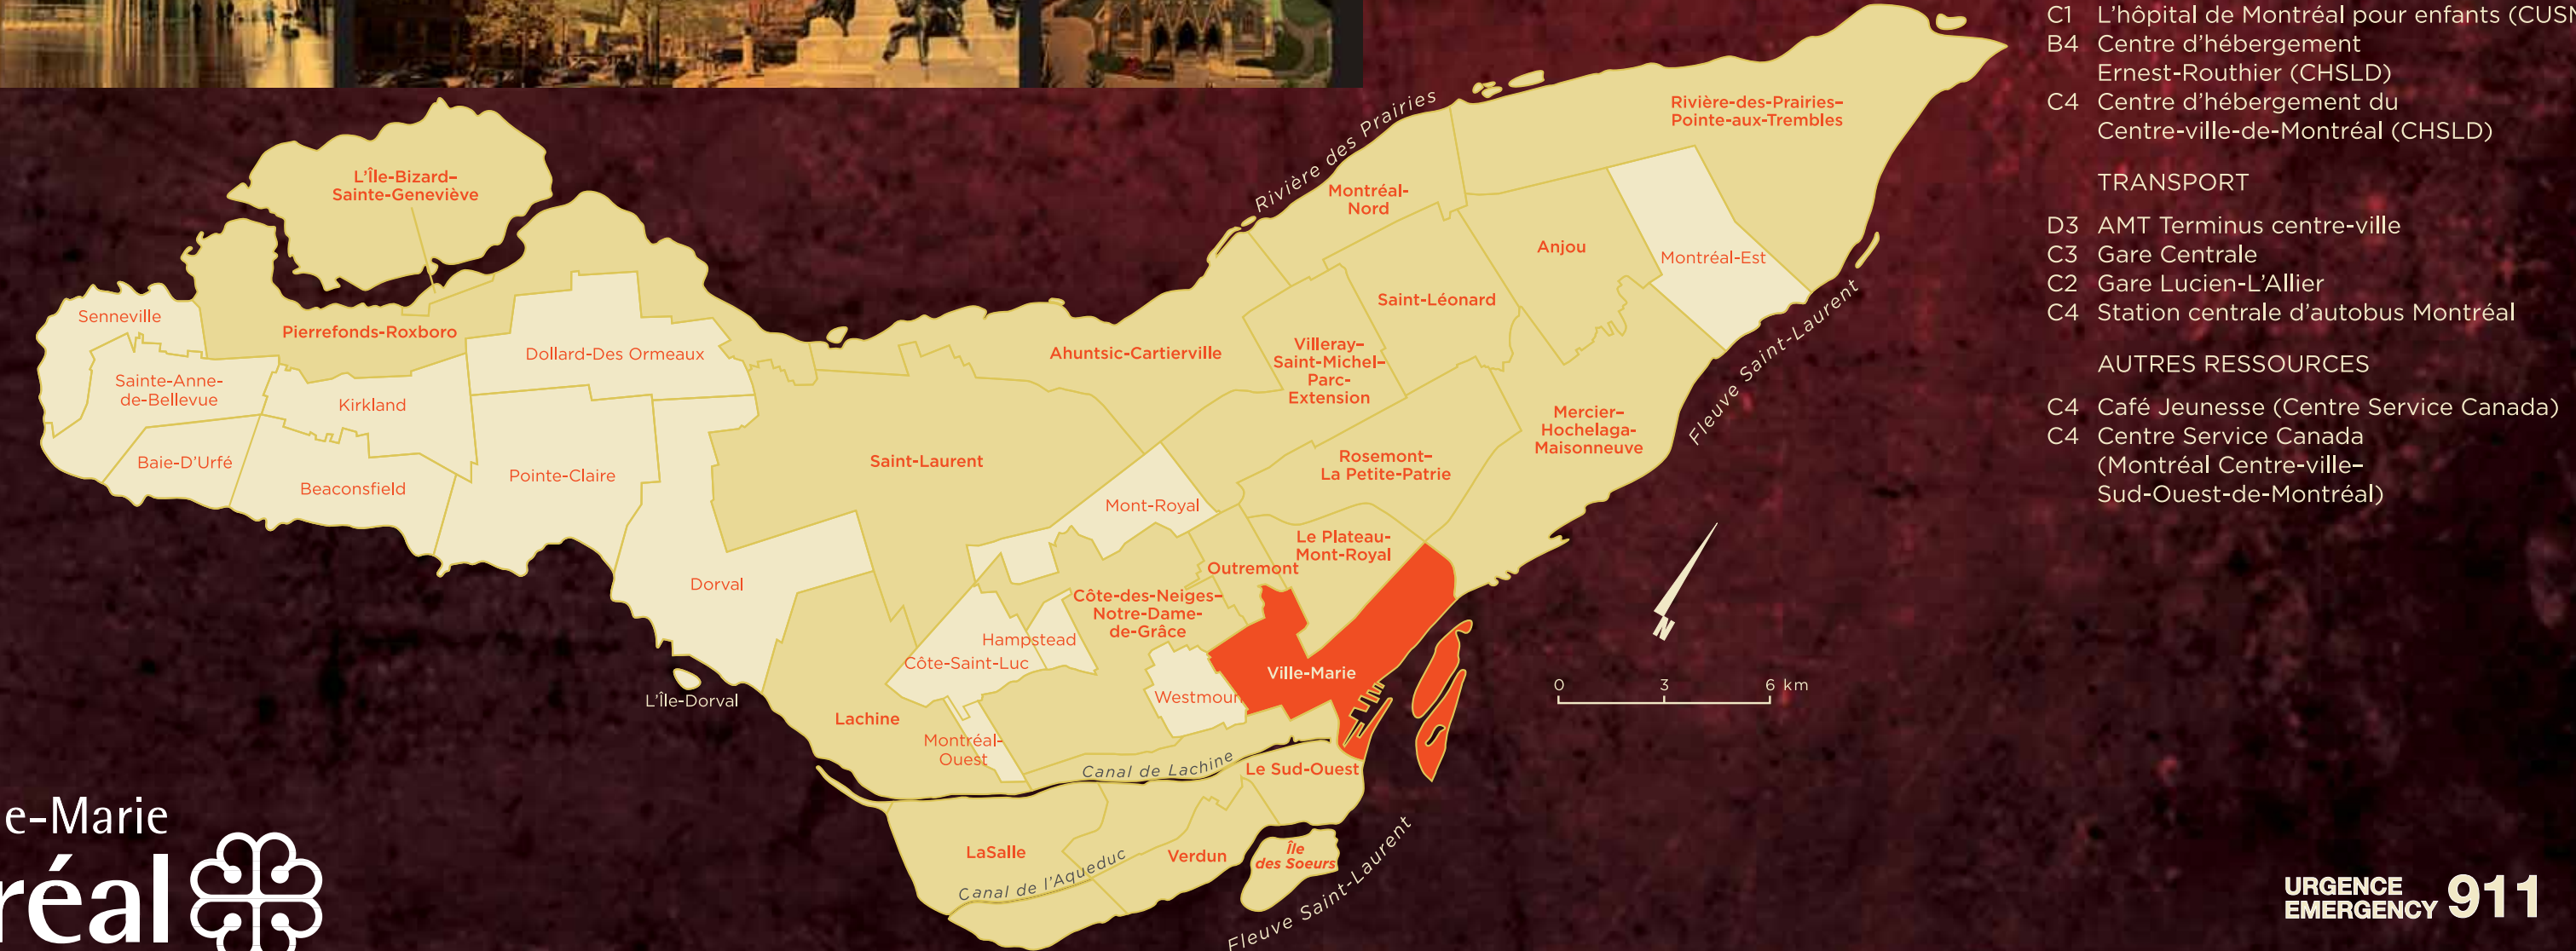 C1 L'hôpital de Montréal pour enfants
B4 Centre d'hébergement
Ernest-Routhier (CHSLD)
C4 Centre d'hébergement du
Centre-ville-de-Montréal (CHSLD)
TRANSPORT
D3 AMT Terminus centre-ville
C3 Gare Centrale
C2 Gare Lucien-L'Allier
C4 Station centrale d'autobus Montréal
AUTRES RESSOURCES
C4 Café Jeunesse (Centre Service Canada)
C4 Centre Service Canada
(Montréal Centre-ville–
Sud-Ouest-de-Montréal)
Rivière des Prairies
Rivière-des-Prairies–
Pointe-aux-Trembles
L'Île-Bizard–
Sainte-Geneviève
Montréal-
Nord
Anjou
Montréal-Est
Saint-Léonard
Senneville
Pierrefonds-Roxboro
Dollard-Des Ormeaux
Ahuntsic-Cartierville
Villeray–
Saint-Michel–
Parc-
Extension
Fleuve Saint-Laurent
Sainte-Anne-
de-Bellevue
Kirkland
Mercier–
Hochelaga-
Maisonneuve
Baie-D'Urfé
Beaconsfield
Pointe-Claire
Saint-Laurent
Rosemont–
La Petite-Patrie
Mont-Royal
Le Plateau-
Mont-Royal
Outremont
Dorval
Côte-des-Neiges–
Notre-Dame-
de-Grâce
Hampstead
Côte-Saint-Luc
Ville-Marie
Westmoun
L'Île-Dorval
Lachine
Montréal-
Ouest
Canal de Lachine
Le Sud-Ouest
LaSalle
Canal de l'Aqueduc
Verdun
Île
des Soeurs
Fleuve Saint-Laurent
N
0 3 6 km
e-Marie
réal
URGENCE
EMERGENCY 911